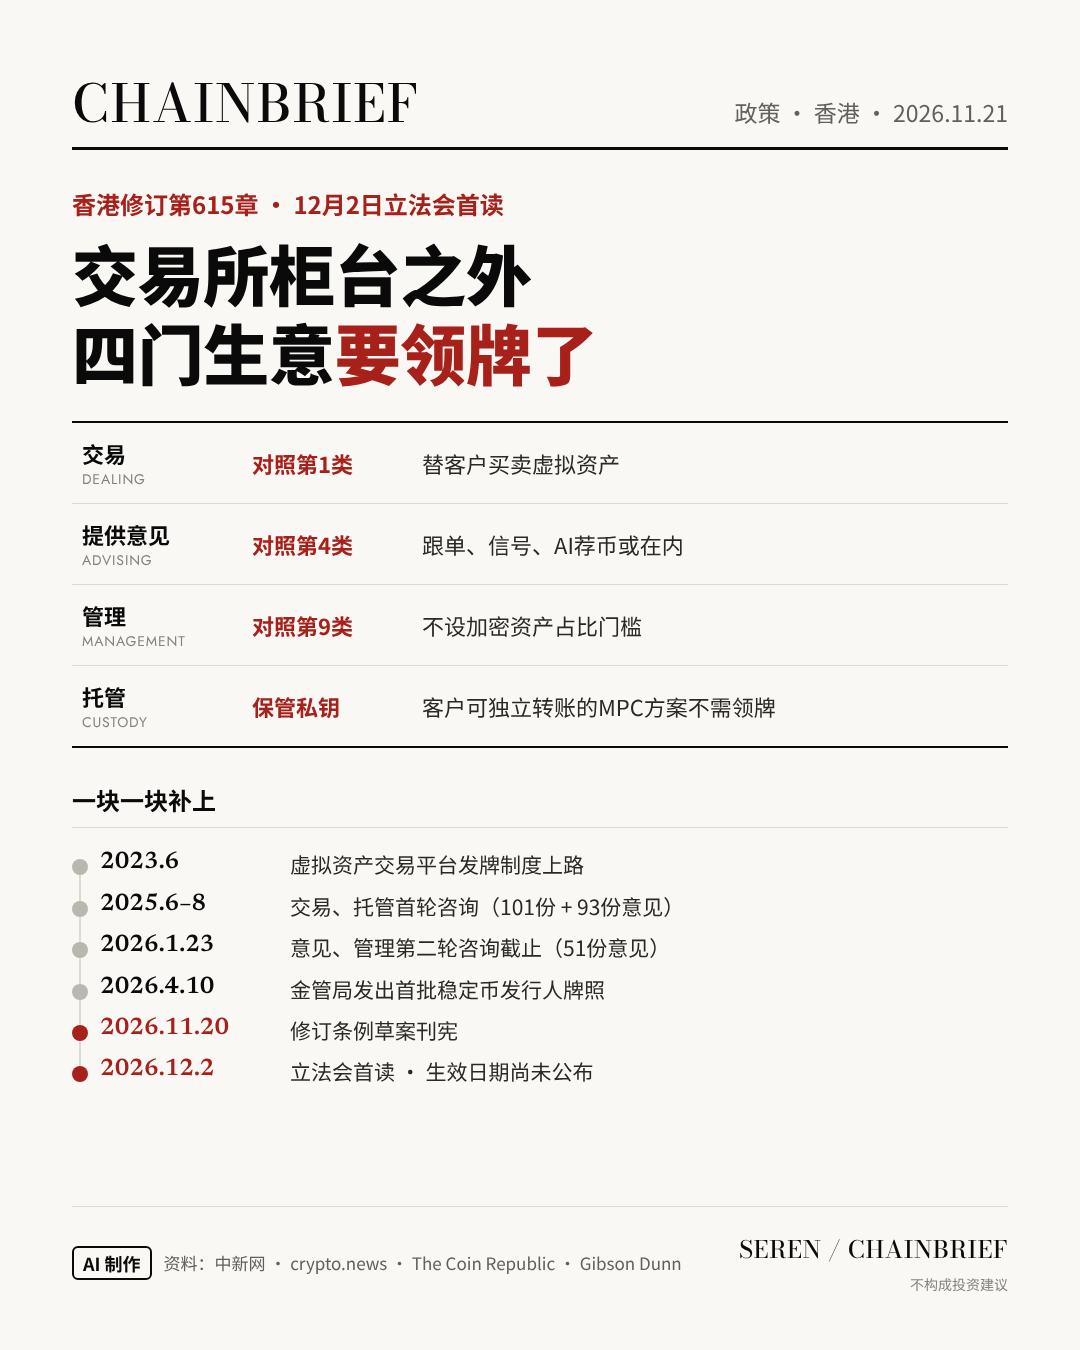 CHAINBRIEF
政策 · 香港 · 2026.11.21
香港修订第615章 · 12月2日立法会首读
交易所柜台之外
四门生意要领牌了
交易
DEALING
对照第1类
替客户买卖虚拟资产
提供意见
ADVISING
对照第4类
跟单、信号、AI荐币或在内
管理
MANAGEMENT
对照第9类
不设加密资产占比门槛
托管
CUSTODY
保管私钥
客户可独立转账的MPC方案不需领牌
一块一块补上
2023.6 虚拟资产交易平台发牌制度上路
2025.6–8 交易、托管首轮咨询（101份 + 93份意见）
2026.1.23 意见、管理第二轮咨询截止（51份意见）
2026.4.10 金管局发出首批稳定币发行人牌照
2026.11.20 修订条例草案刊宪
2026.12.2 立法会首读 · 生效日期尚未公布
AI 制作 资料：中新网 · crypto.news · The Coin Republic · Gibson Dunn
SEREN / CHAINBRIEF
不构成投资建议